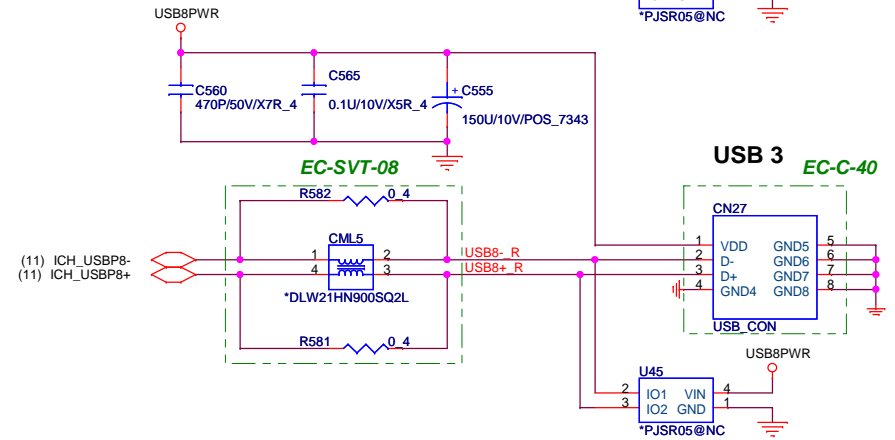 *PJSR05@NC
USB8PWR
C560
470P/50V/X7R_4
C565
0.1U/10V/X5R_4
+
C555
150U/10V/POS_7343
EC-SVT-08
USB 3
EC-C-40
R582
0_4
CN27
CML5
1
2
4
3
*DLW21HN900SQ2L
(11) ICH_USBP8-
(11) ICH_USBP8+
USB8-_R
USB8+_R
1
VDD
GND5
5
2
D-
GND6
6
3
D+
GND7
7
4
GND4
GND8
8
USB_CON
R581
0_4
USB8PWR
U45
2
IO1
VIN
4
3
IO2
GND
1
*PJSR05@NC